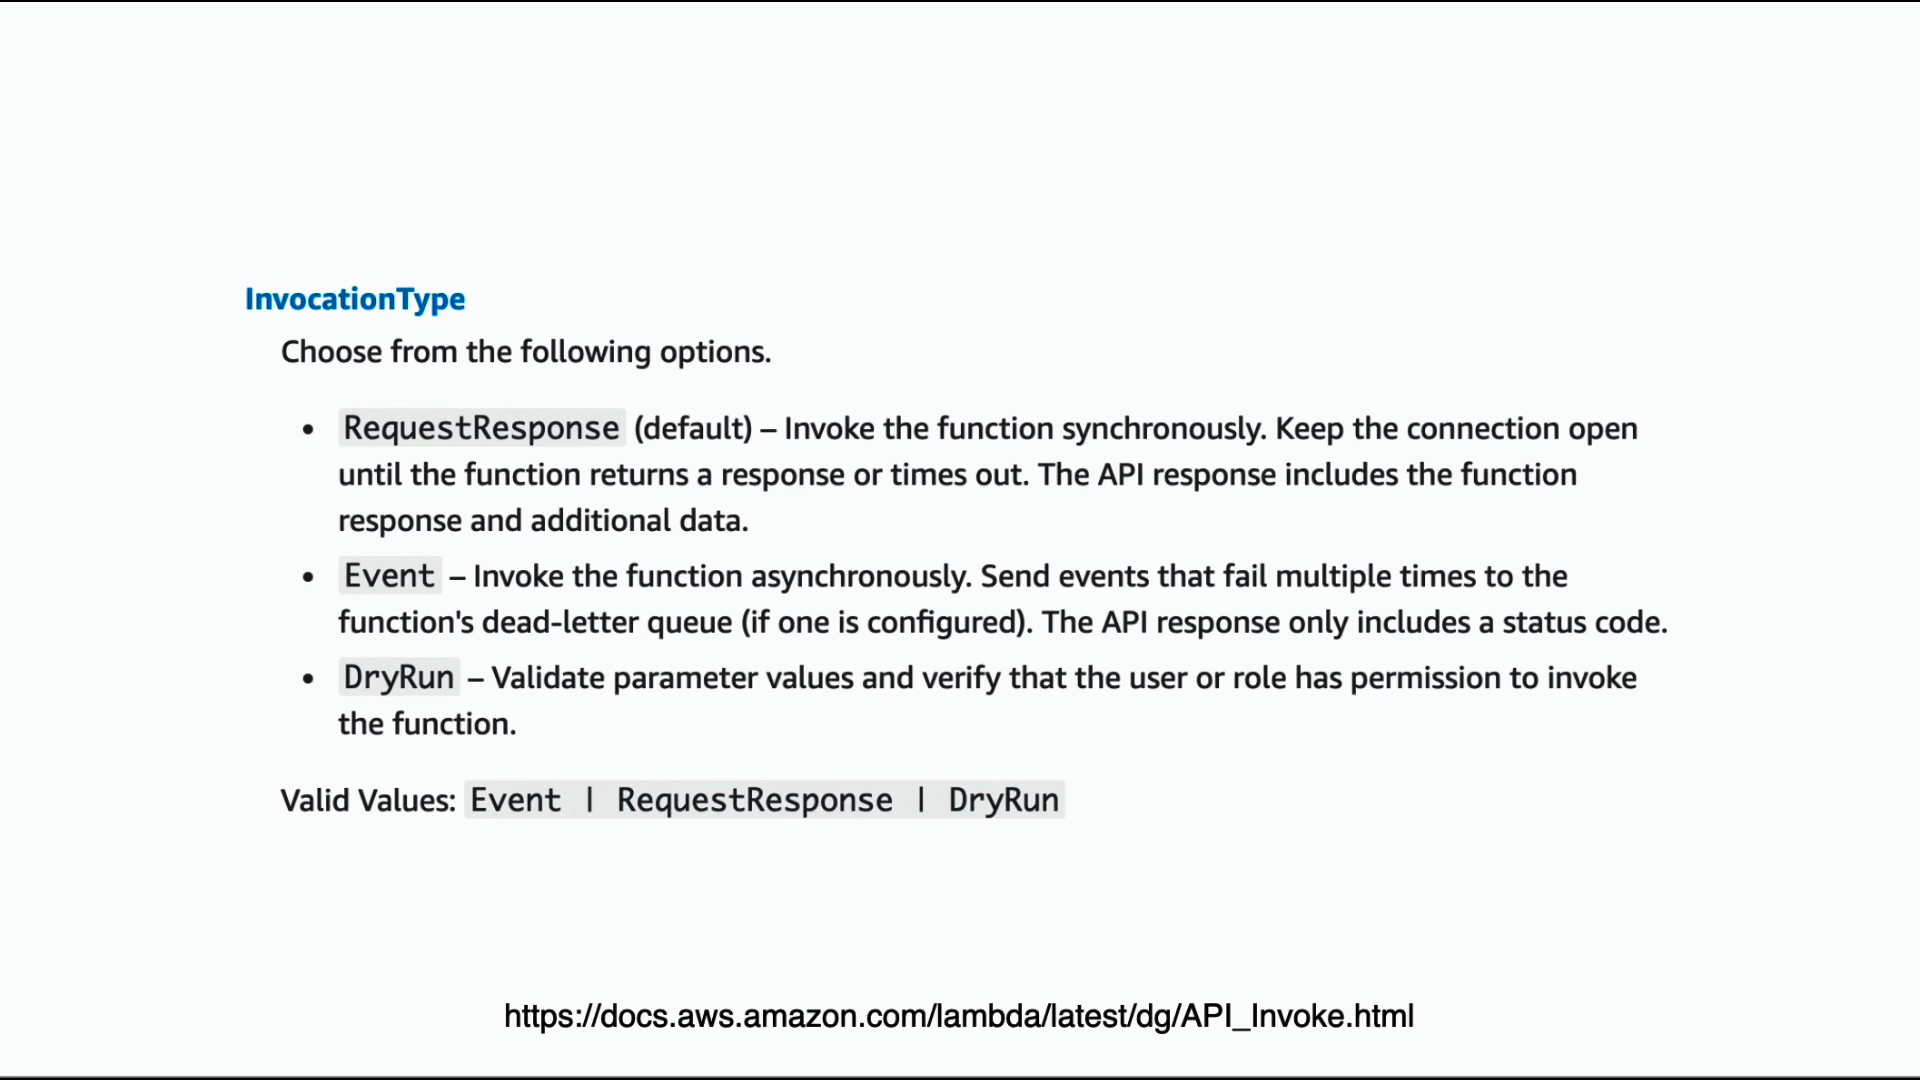 InvocationType
Choose from the following options.
• RequestResponse (default) – Invoke the function synchronously. Keep the connection open
until the function returns a response or times out. The API response includes the function
response and additional data.
• Event – Invoke the function asynchronously. Send events that fail multiple times to the
function's dead-letter queue (if one is configured). The API response only includes a status code.
• DryRun – Validate parameter values and verify that the user or role has permission to invoke
the function.
Valid Values: Event | RequestResponse | DryRun
https://docs.aws.amazon.com/lambda/latest/dg/API_Invoke.html